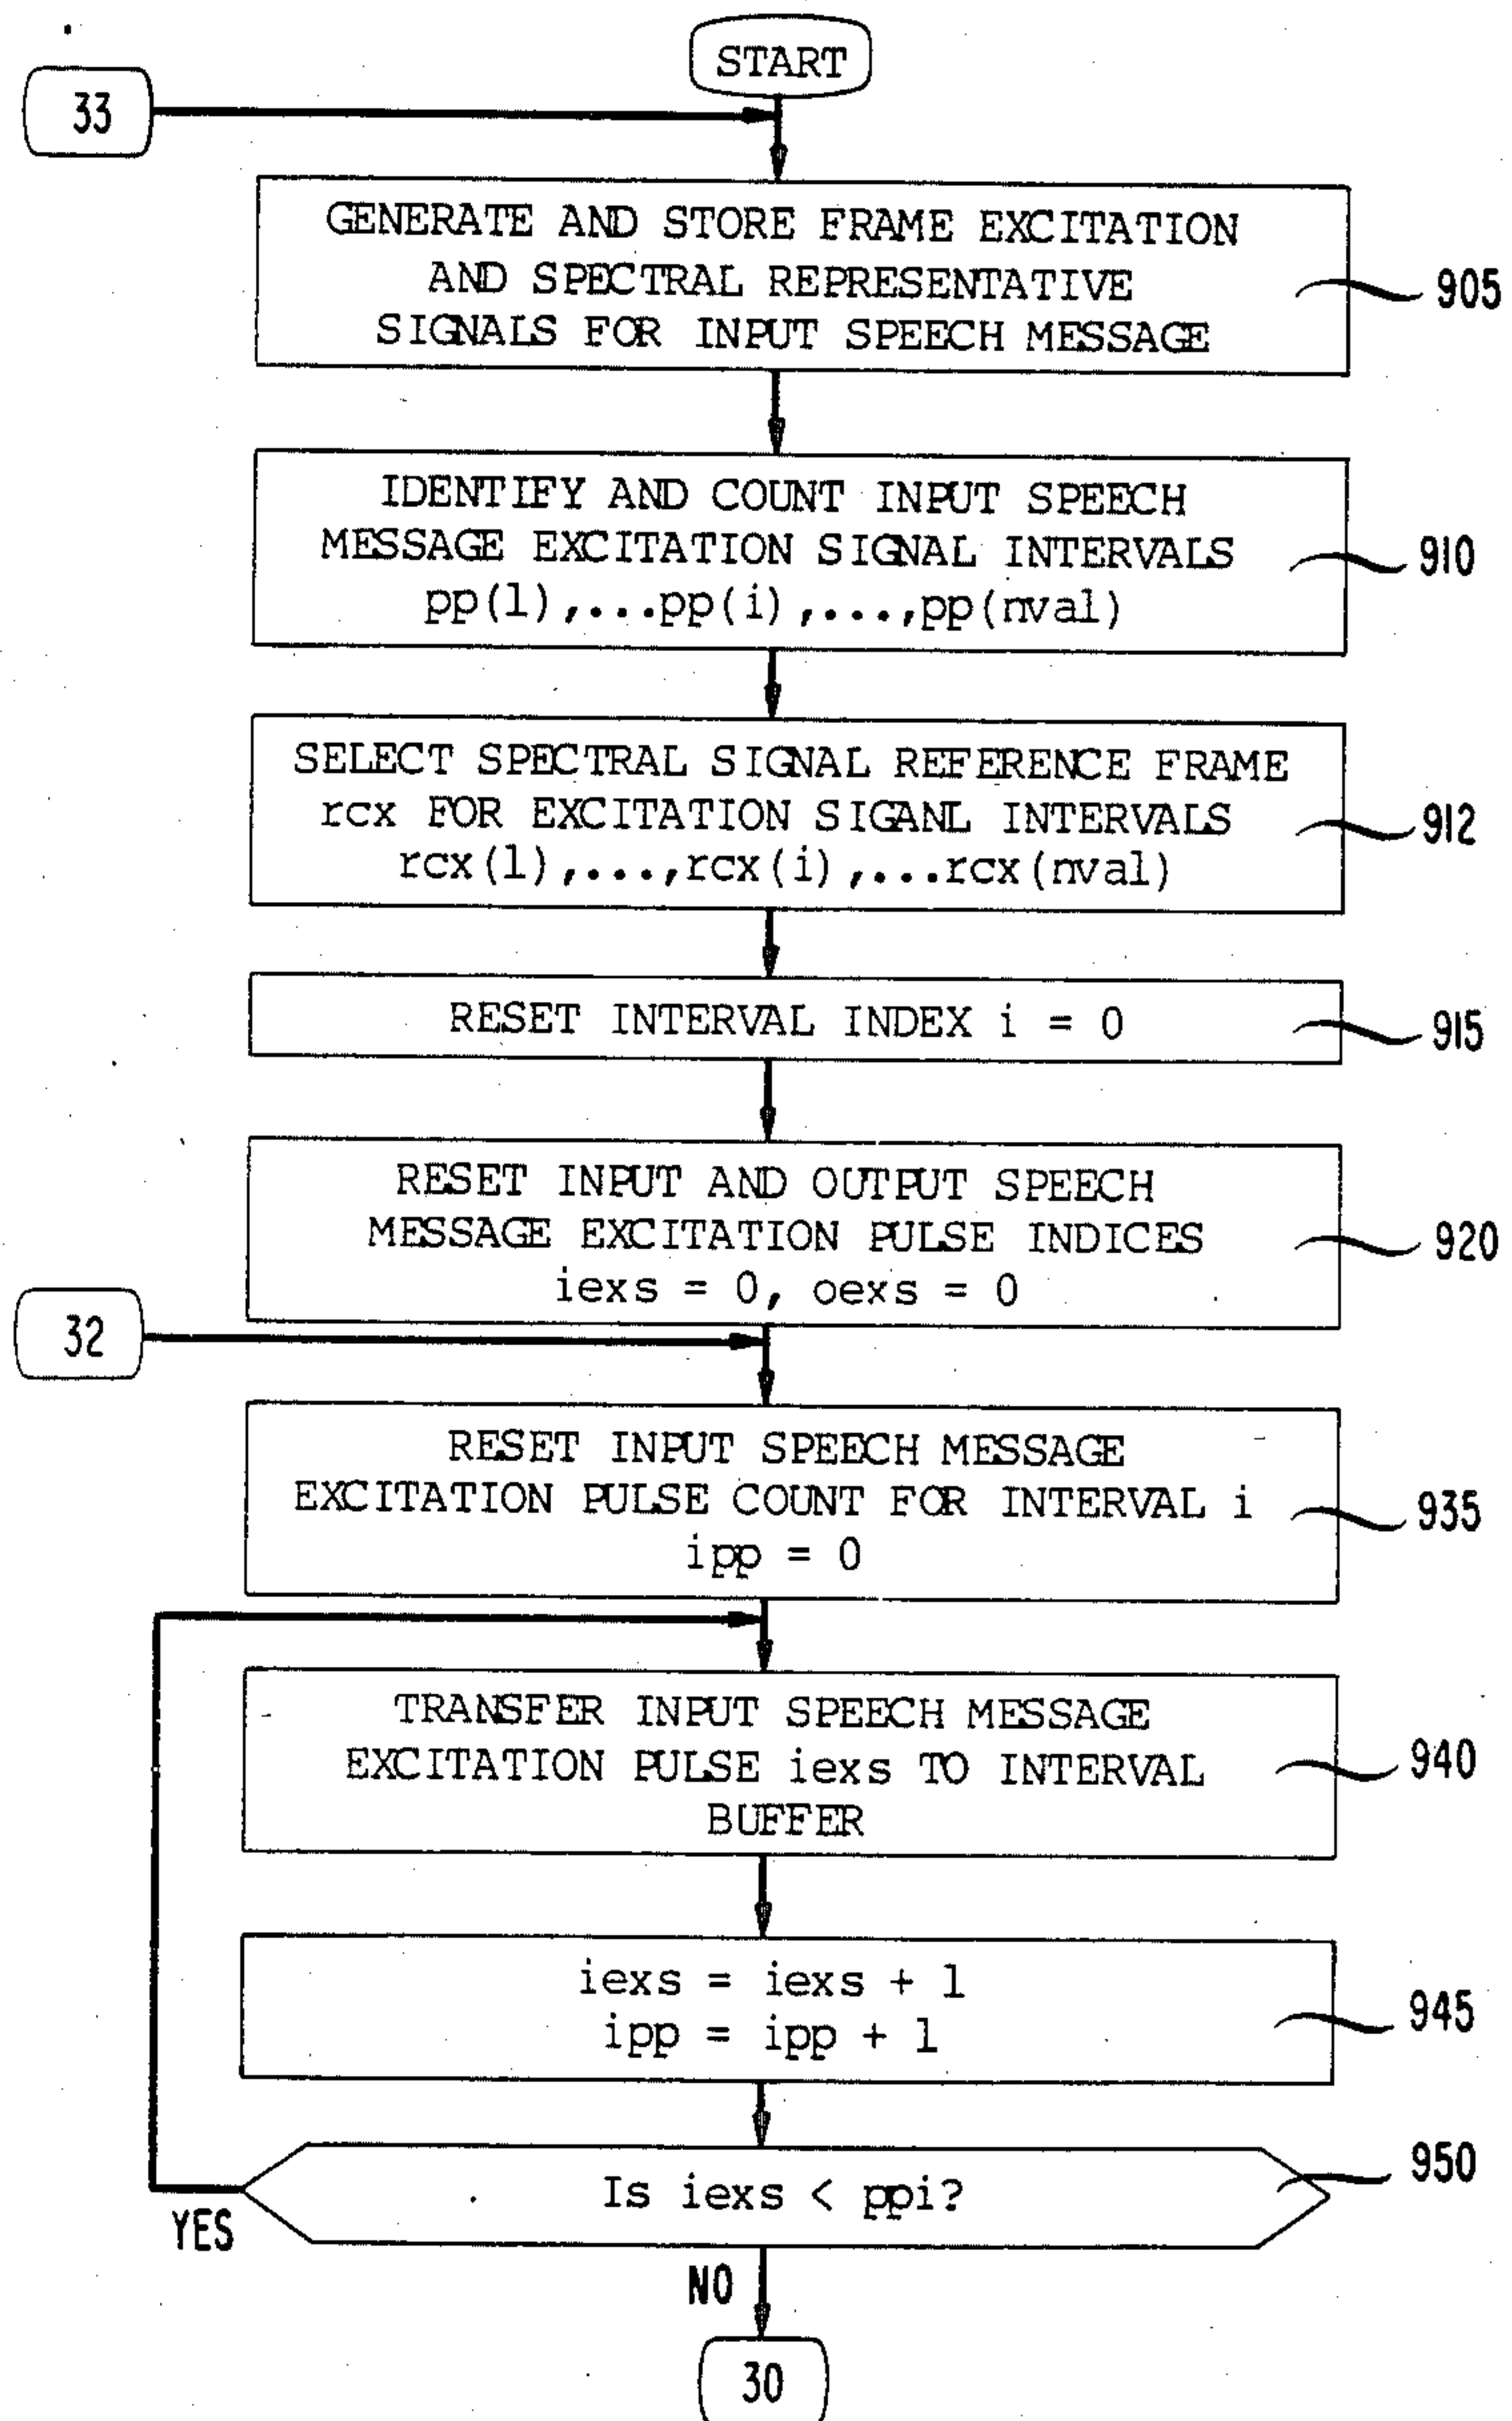 START
33
GENERATE AND STORE FRAME EXCITATION
AND SPECTRAL REPRESENTATIVE
SIGNALS FOR INPUT SPEECH MESSAGE
905
IDENTIFY AND COUNT INPUT SPEECH
MESSAGE EXCITATION SIGNAL INTERVALS
pp(1),...pp(i),...,pp(nval)
910
SELECT SPECTRAL SIGNAL REFERENCE FRAME
rcx FOR EXCITATION SIGANL INTERVALS
rcx(1),...,rcx(i),...rcx(nval)
912
RESET INTERVAL INDEX i = 0
915
RESET INPUT AND OUTPUT SPEECH
MESSAGE EXCITATION PULSE INDICES
iexs = 0, oexs = 0
920
32
RESET INPUT SPEECH MESSAGE
EXCITATION PULSE COUNT FOR INTERVAL i
ipp = 0
935
TRANSFER INPUT SPEECH MESSAGE
EXCITATION PULSE iexs TO INTERVAL
BUFFER
940
iexs = iexs + 1
ipp = ipp + 1
945
Is iexs < ppi?
950
YES
NO
30